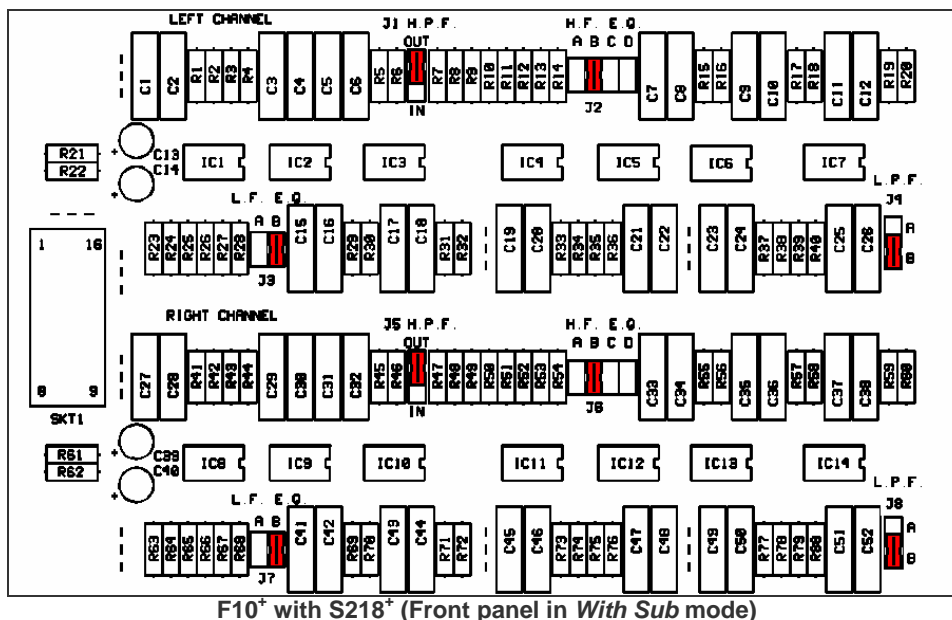 LEFT CHANNEL
J1 H.P.F.
OUT
IN
H.F. E.Q.
A B C D
J2
C1 C2 R1 R2 R3 R4 C3 C4 C5 C6 R5 R6 R7 R8 R9 R10 R11 R12 R13 R14 C7 C8 R15 R16 C9 C10 R17 R18 C11 C12 R19 R20
R21
R22
+ C13
+ C14
IC1 IC2 IC3 IC4 IC5 IC6 IC7
L.F. E.Q.
A B
J3
L.P.F.
J4
A
B
1 16
8 9
SKT1
R23 R24 R25 R26 R27 R28 C15 C16 R29 R30 C17 C18 R31 R32 C19 C20 R33 R34 R35 R36 C21 C22 C23 C24 R37 R38 R39 R40 C25 C26
RIGHT CHANNEL
J5 H.P.F.
OUT
IN
H.F. E.Q.
A B C D
J6
C27 C28 R41 R42 R43 R44 C29 C30 C31 C32 R45 R46 R47 R48 R49 R50 R51 R52 R53 R54 C33 C34 R55 R56 C35 C36 R57 R58 C37 C38 R59 R60
R61
R62
+ C39
+ C40
IC8 IC9 IC10 IC11 IC12 IC13 IC14
L.F. E.Q.
A B
J7
L.P.F.
J8
A
B
R63 R64 R65 R66 R67 R68 C41 C42 R69 R70 C43 C44 R71 R72 C45 C46 R73 R74 R75 R76 C47 C48 C49 C50 R77 R78 R79 R80 C51 C52
F10+ with S218+ (Front panel in With Sub mode)